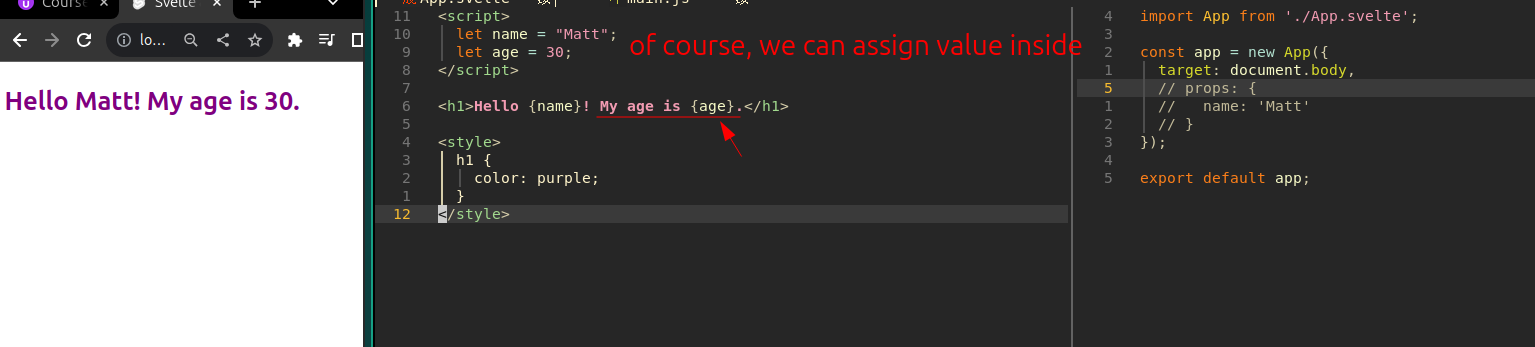 Course
Svelte
lo...
Hello Matt! My age is 30.
App.svelte
main.js
11 <script>
10 let name = "Matt";
9 let age = 30;
8 </script>
7
6 <h1>Hello {name}! My age is {age}.</h1>
5
4 <style>
3 h1 {
2 color: purple;
1 }
12 </style>
of course, we can assign value inside
4 import App from './App.svelte';
3
2 const app = new App({
1 target: document.body,
5 // props: {
1 // name: 'Matt'
2 // }
3 });
4
5 export default app;